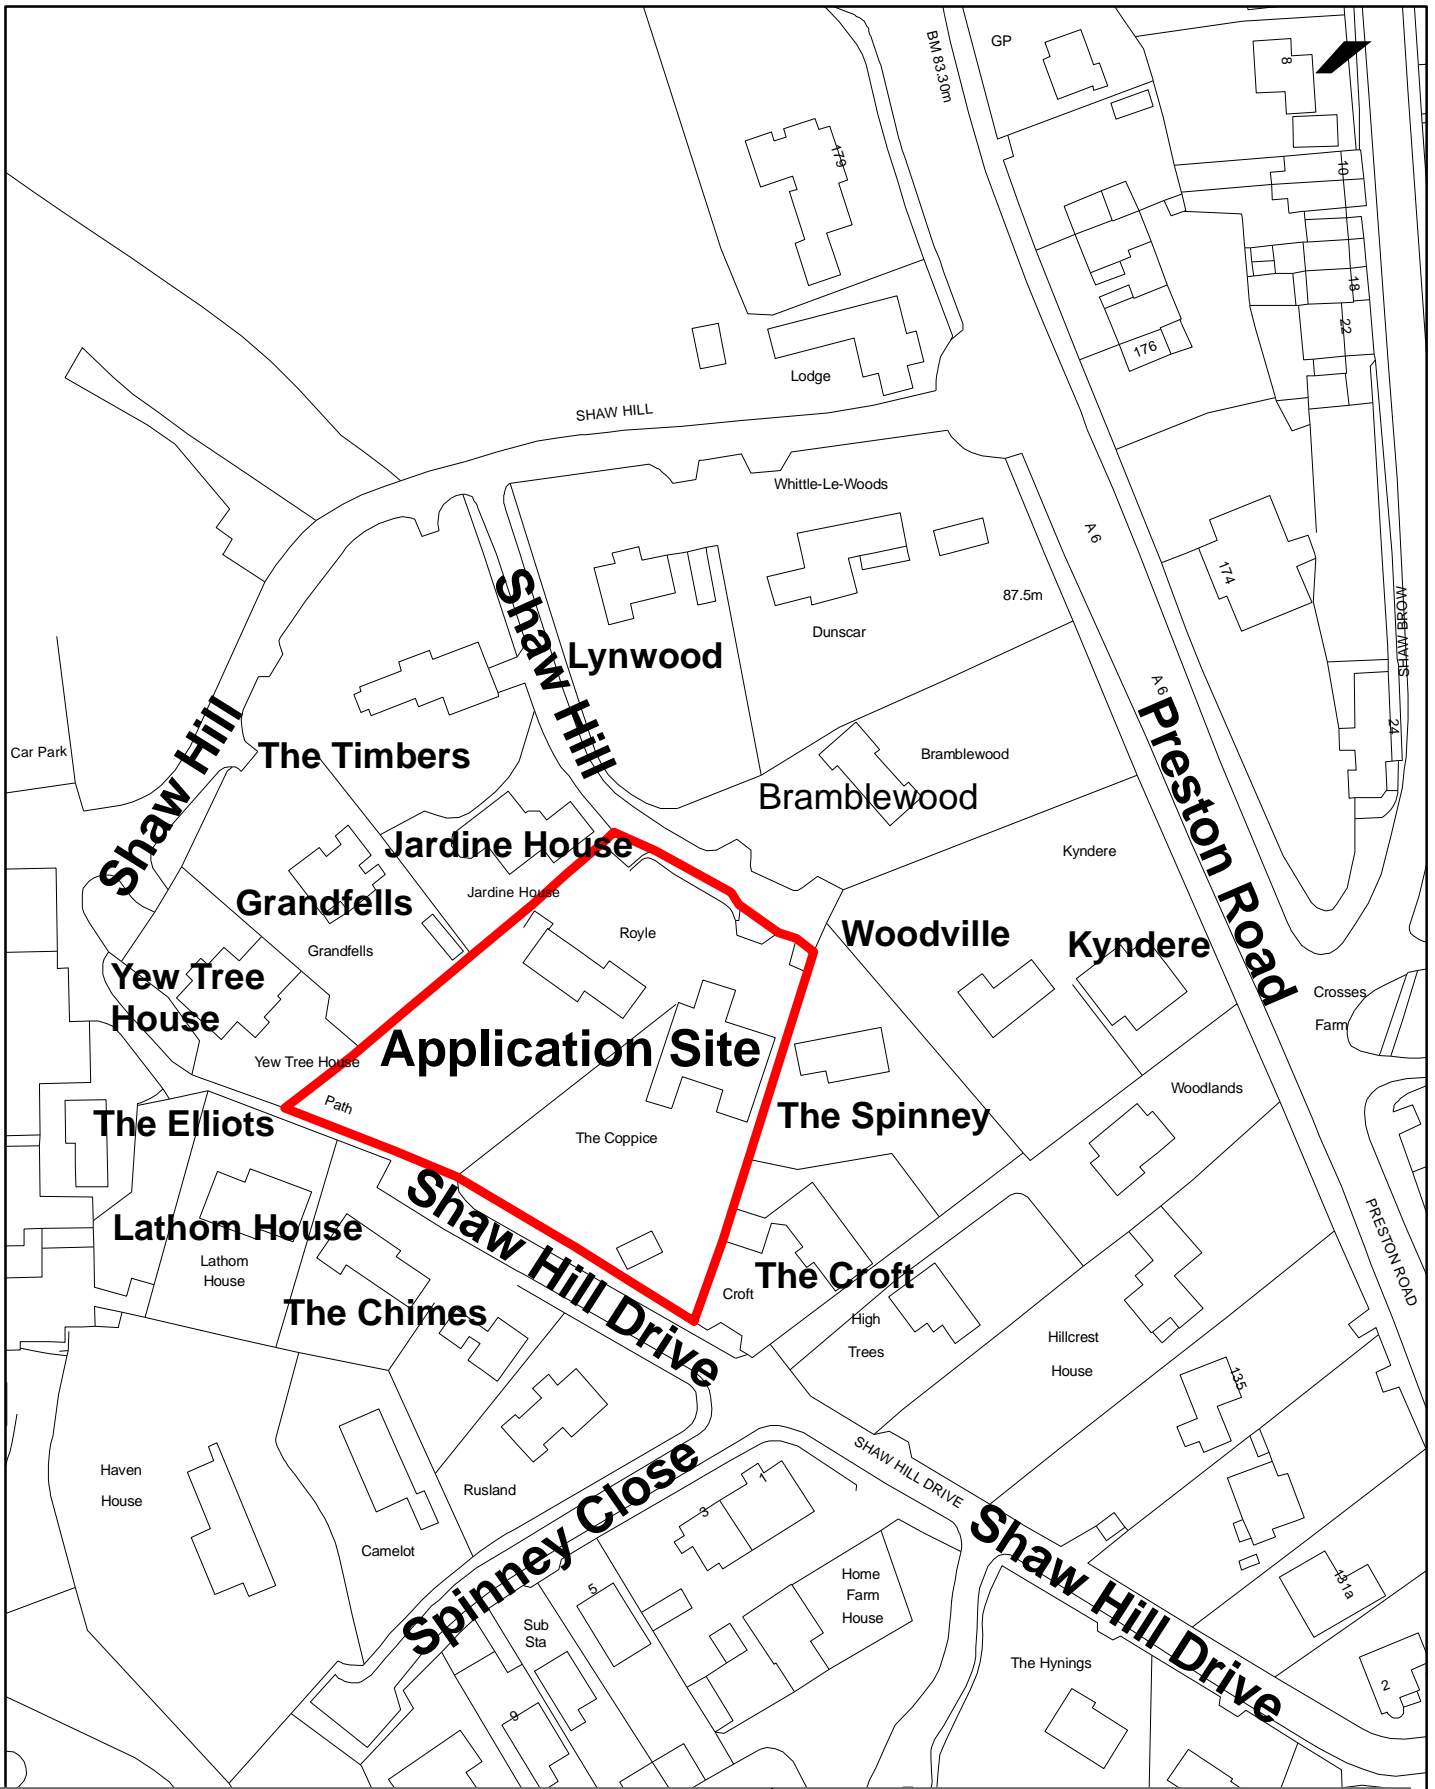 GP
BM 83.30m
8
179
10
18
22
176
Lodge
SHAW HILL
Whittle-Le-Woods
A 6
174
87.5m
Dunscar
SHAW BROW
Shaw Hill
Lynwood
A 6
Preston Road
24
Car Park
Shaw Hill
The Timbers
Bramblewood
Bramblewood
Jardine House
Kyndere
Jardine House
Grandfells
Royle
Woodville
Kyndere
Grandfells
Yew Tree
House
Crosses
Farm
Application Site
Yew Tree House
Woodlands
Path
The Elliots
The Spinney
The Coppice
Shaw Hill Drive
PRESTON ROAD
Lathom House
Lathom
House
The Croft
Croft
The Chimes
High
Trees
Hillcrest
House
135
SHAW HILL DRIVE
Haven
House
Rusland
Spinney Close
1
3
Camelot
Shaw Hill Drive
Home
Farm
House
5
131a
Sub
Sta
The Hynings
2
9